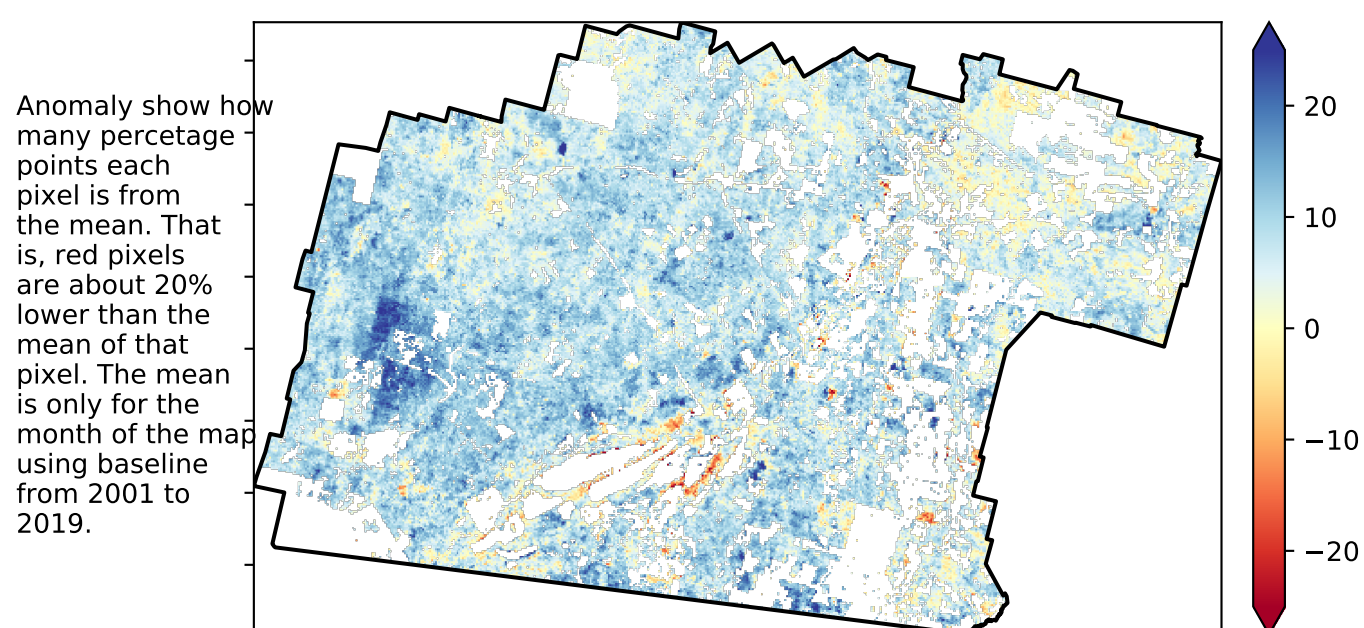 Anomaly show how
many percetage
points each
pixel is from
the mean. That
is, red pixels
are about 20%
lower than the
mean of that
pixel. The mean
is only for the
month of the map
using baseline
from 2001 to
2019.
20
10
0
−10
−20